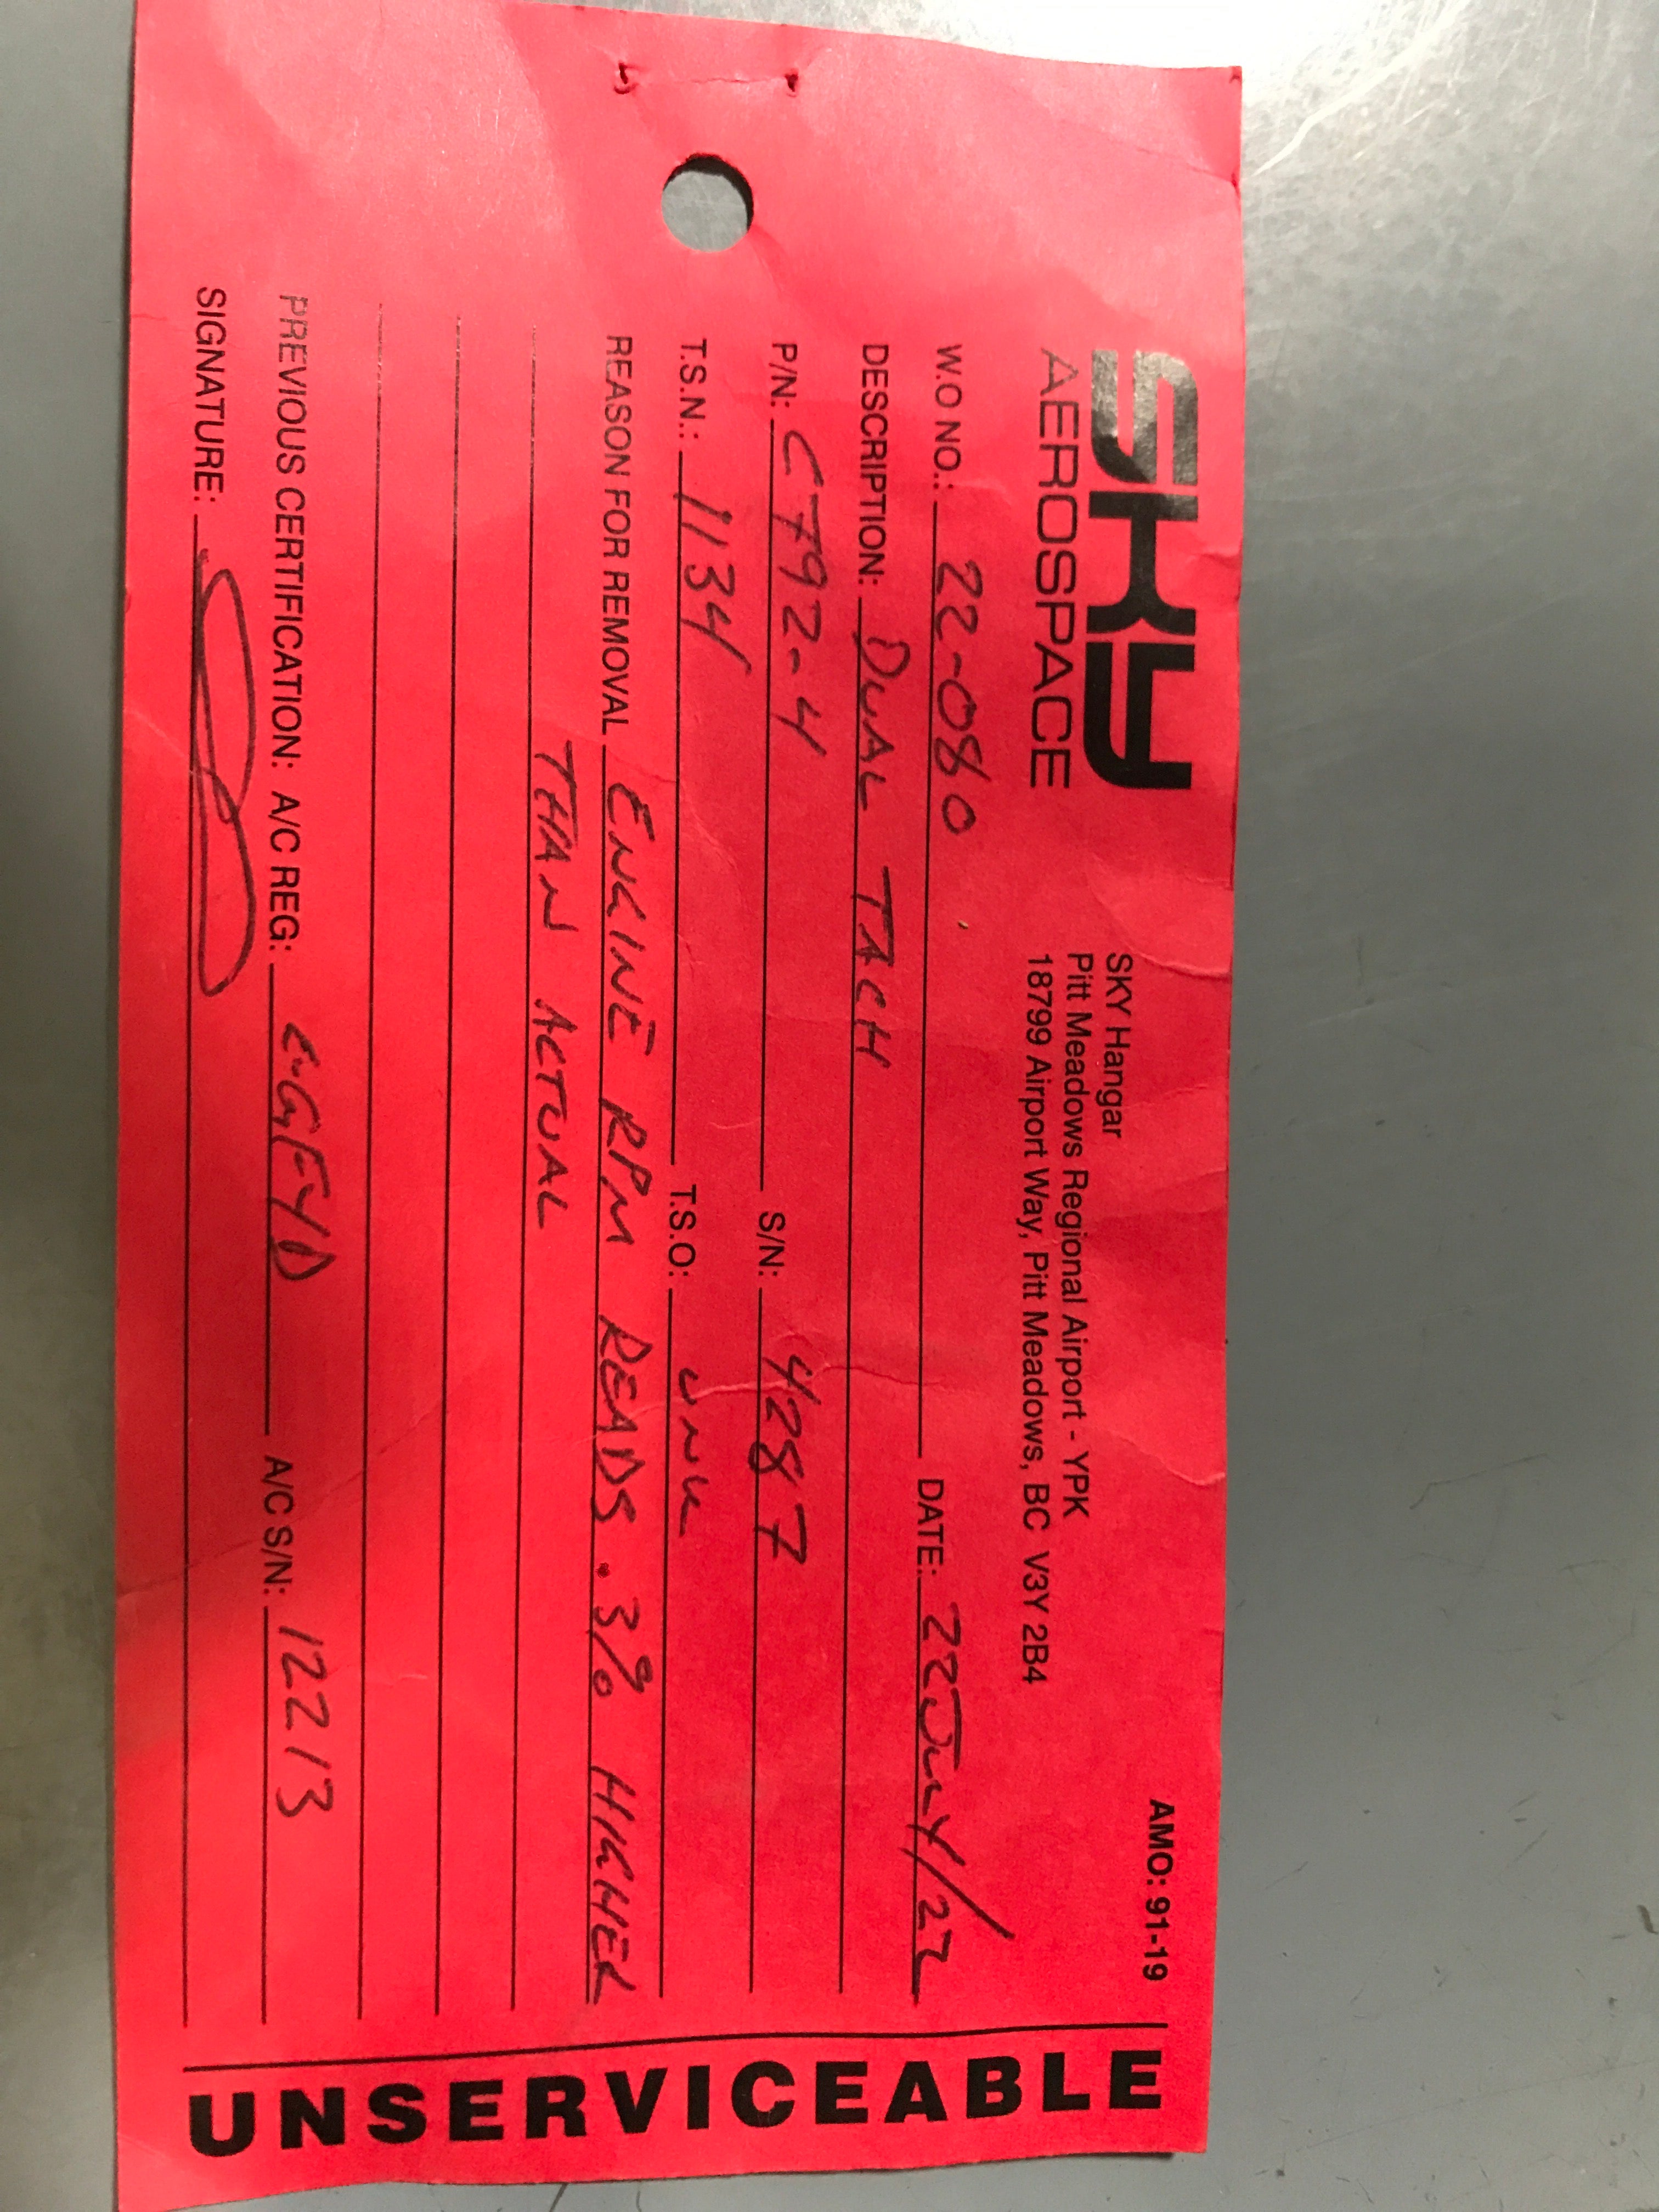 SKY
AEROSPACE
SKY Hangar
Pitt Meadows Regional Airport - YPK
18799 Airport Way, Pitt Meadows, BC V3Y 2B4
AMO: 91-19
W.O NO.: 22-080 DATE: 22JULY/22
DESCRIPTION: DUAL TACH
P/N: C792-4 S/N: 4287
T.S.N.: 1134 T.S.O: UNK
REASON FOR REMOVAL ENGINE RPM READS .3% HIGHER
THAN ACTUAL
PREVIOUS CERTIFICATION: A/C REG: C-GFYD A/C S/N: 12213
SIGNATURE:
UNSERVICEABLE